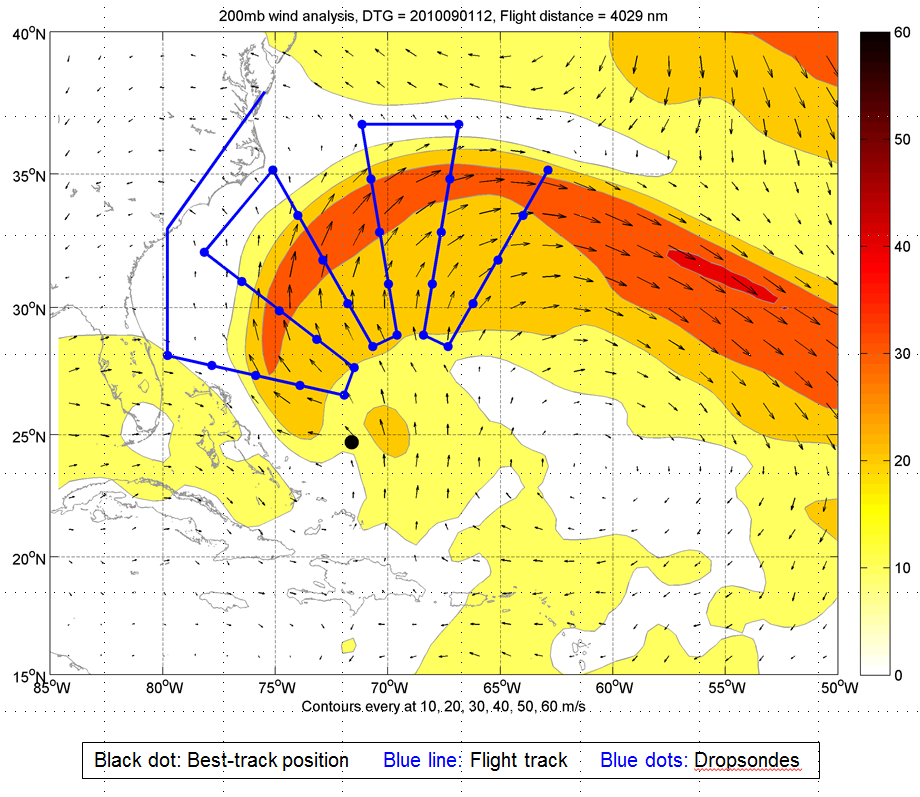 200mb wind analysis, DTG = 2010090112, Flight distance = 4029 nm
40°N
35°N
30°N
25°N
20°N
15°N
85°W 80°W 75°W 70°W 65°W 60°W 55°W 50°W
60
50
40
30
20
10
0
Contours every at 10, 20, 30, 40, 50, 60 m/s
Black dot: Best-track position Blue line: Flight track Blue dots: Dropsondes